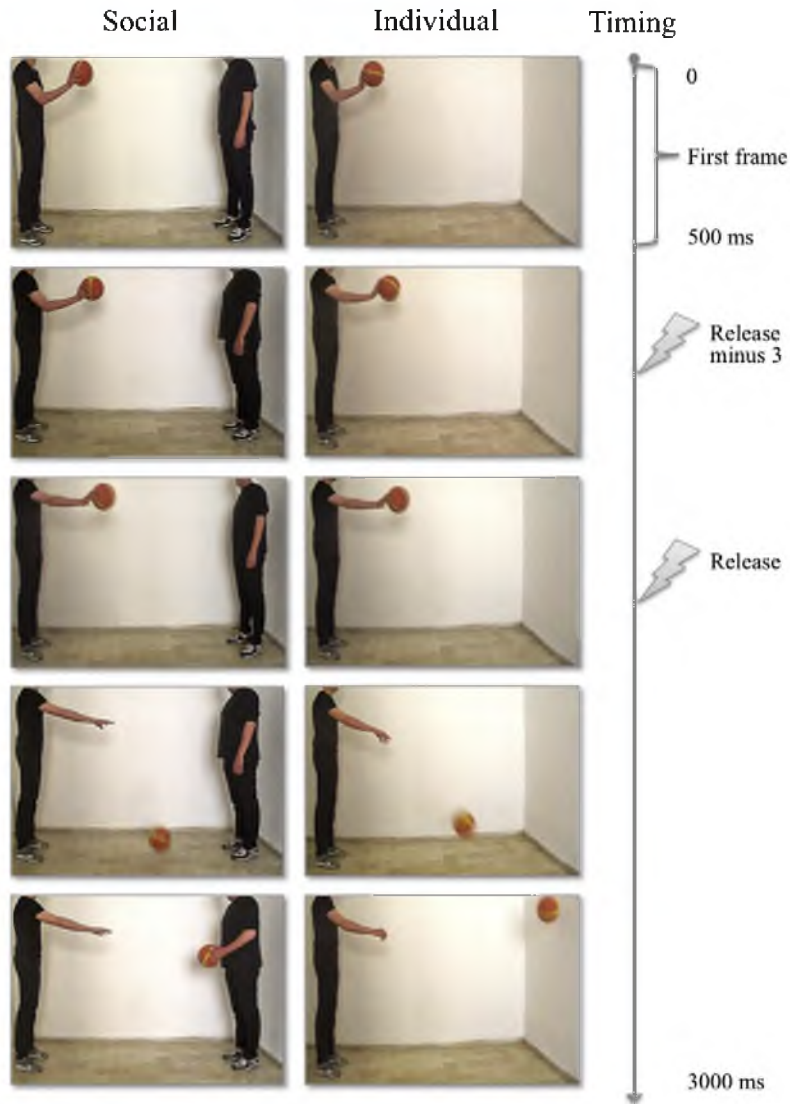 Social Individual Timing
0
First frame
500 ms
Release
minus 3
Release
3000 ms